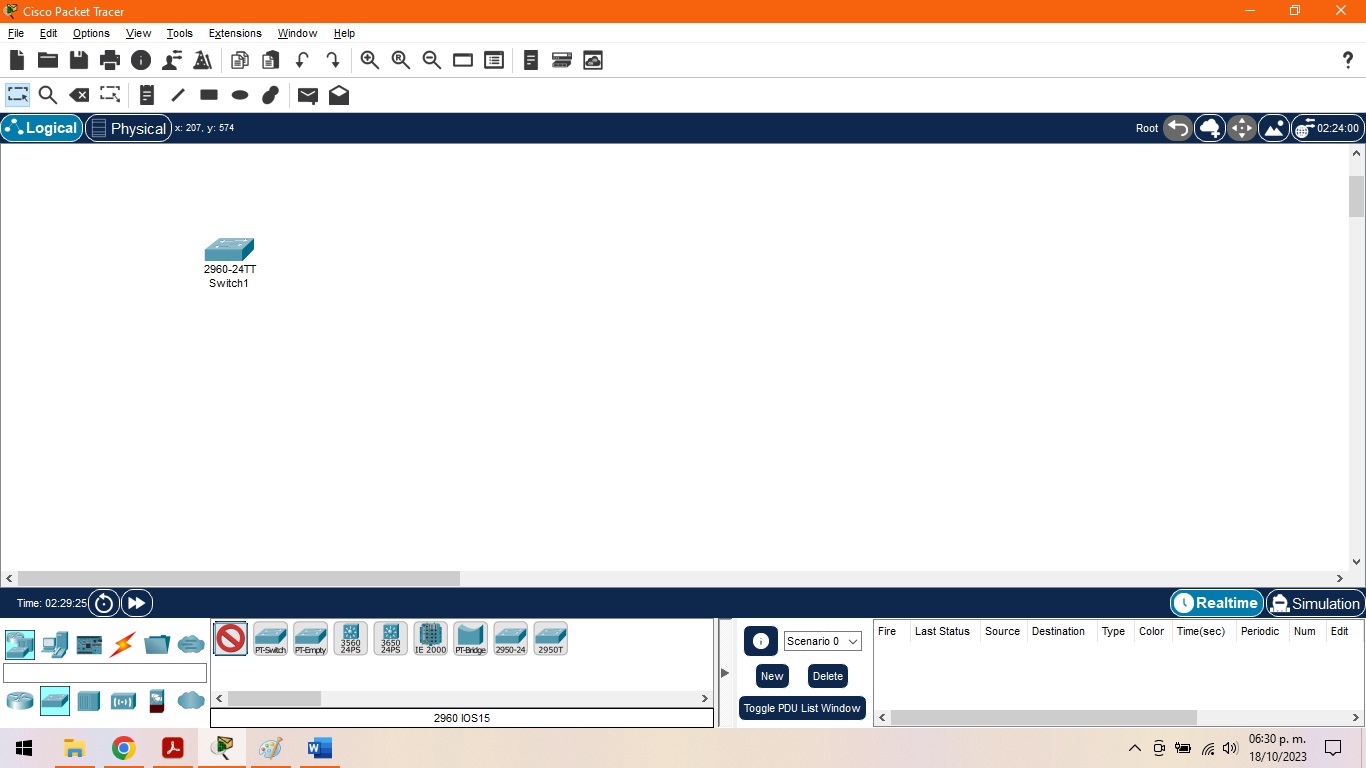 Cisco Packet Tracer
File Edit Options View Tools Extensions Window Help
Logical Physical x: 207, y: 574 Root 02:24:00
2960-24TT
Switch1
Time: 02:29:25 Realtime Simulation
PT-Switch PT-Empty 3560 24PS 3650 24PS IE 2000 PT-Bridge 2950-24 2950T
2960 IOS15
Scenario 0
New Delete
Toggle PDU List Window
Fire Last Status Source Destination Type Color Time(sec) Periodic Num Edit
06:30 p. m.
18/10/2023